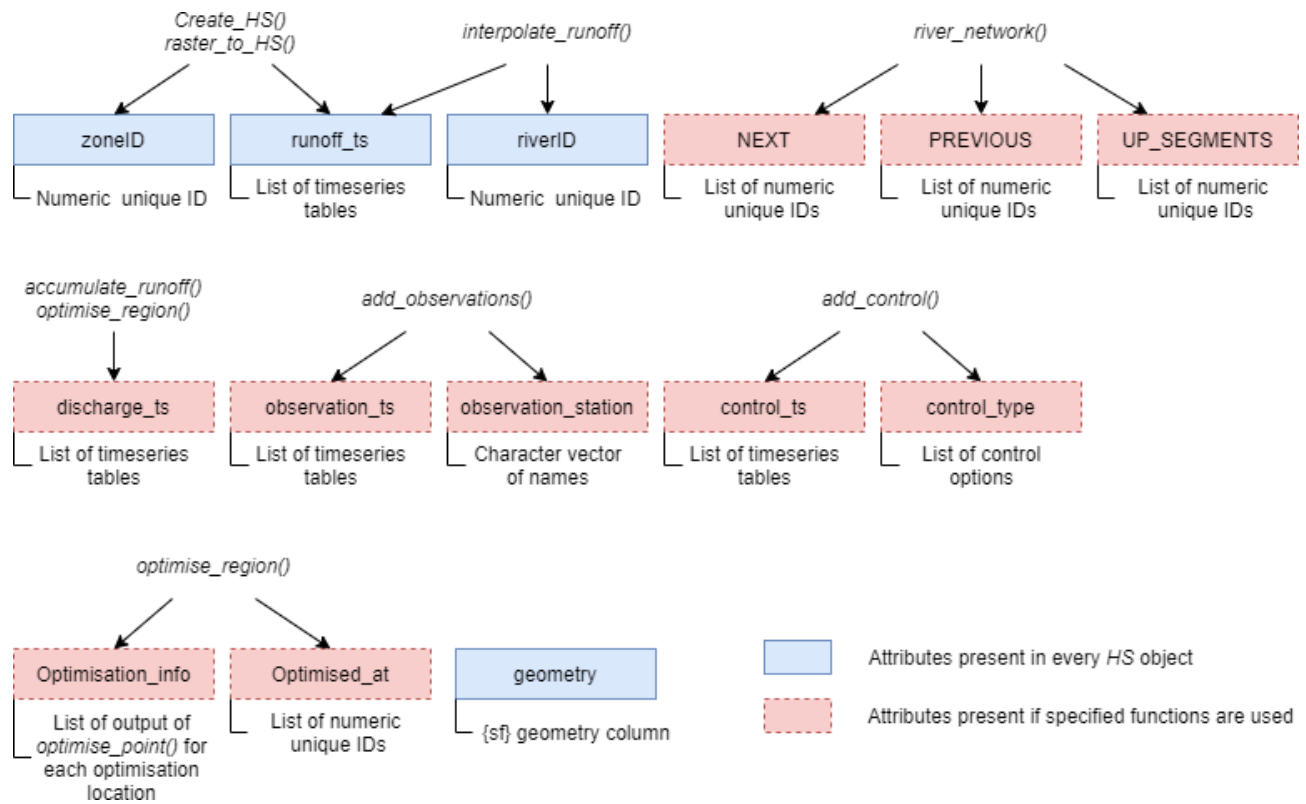 Create_HS()
raster_to_HS()
interpolate_runoff()
river_network()
zoneID
runoff_ts
riverID
NEXT
PREVIOUS
UP_SEGMENTS
Numeric unique ID
List of timeseries
tables
Numeric unique ID
List of numeric
unique IDs
List of numeric
unique IDs
List of numeric
unique IDs
accumulate_runoff()
optimise_region()
add_observations()
add_control()
discharge_ts
observation_ts
observation_station
control_ts
control_type
List of timeseries
tables
List of timeseries
tables
Character vector
of names
List of timeseries
tables
List of control
options
optimise_region()
Optimisation_info
Optimised_at
geometry
List of output of
optimise_point() for
each optimisation
location
List of numeric
unique IDs
{sf} geometry column
Attributes present in every HS object
Attributes present if specified functions are used